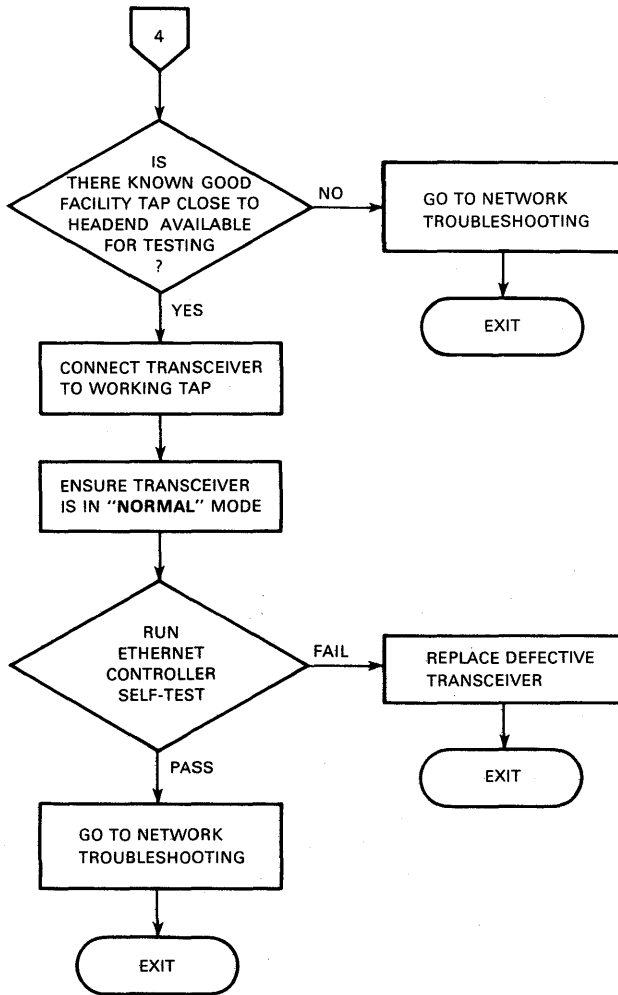 4
IS
THERE KNOWN GOOD
FACILITY TAP CLOSE TO
HEADEND AVAILABLE
FOR TESTING
?
NO
GO TO NETWORK
TROUBLESHOOTING
EXIT
YES
CONNECT TRANSCEIVER
TO WORKING TAP
ENSURE TRANSCEIVER
IS IN "NORMAL" MODE
RUN
ETHERNET
CONTROLLER
SELF-TEST
FAIL
REPLACE DEFECTIVE
TRANSCEIVER
EXIT
PASS
GO TO NETWORK
TROUBLESHOOTING
EXIT